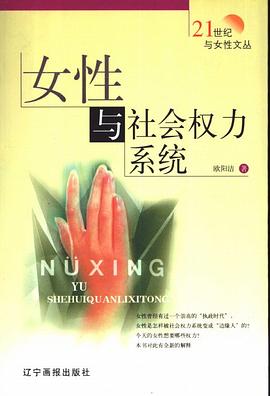 21世纪
与女性文丛
女性
与社会权力
系统
欧阳洁 著
NÜXING
YU
SHEHUIQUANLIXITONG
女性曾拥有过一个崇高的“执政时代”,
女性是怎样被社会权力系统变成“边缘人”的?
今天的女性想要哪些权力?
本书对此有全新的解释
辽宁画报出版社